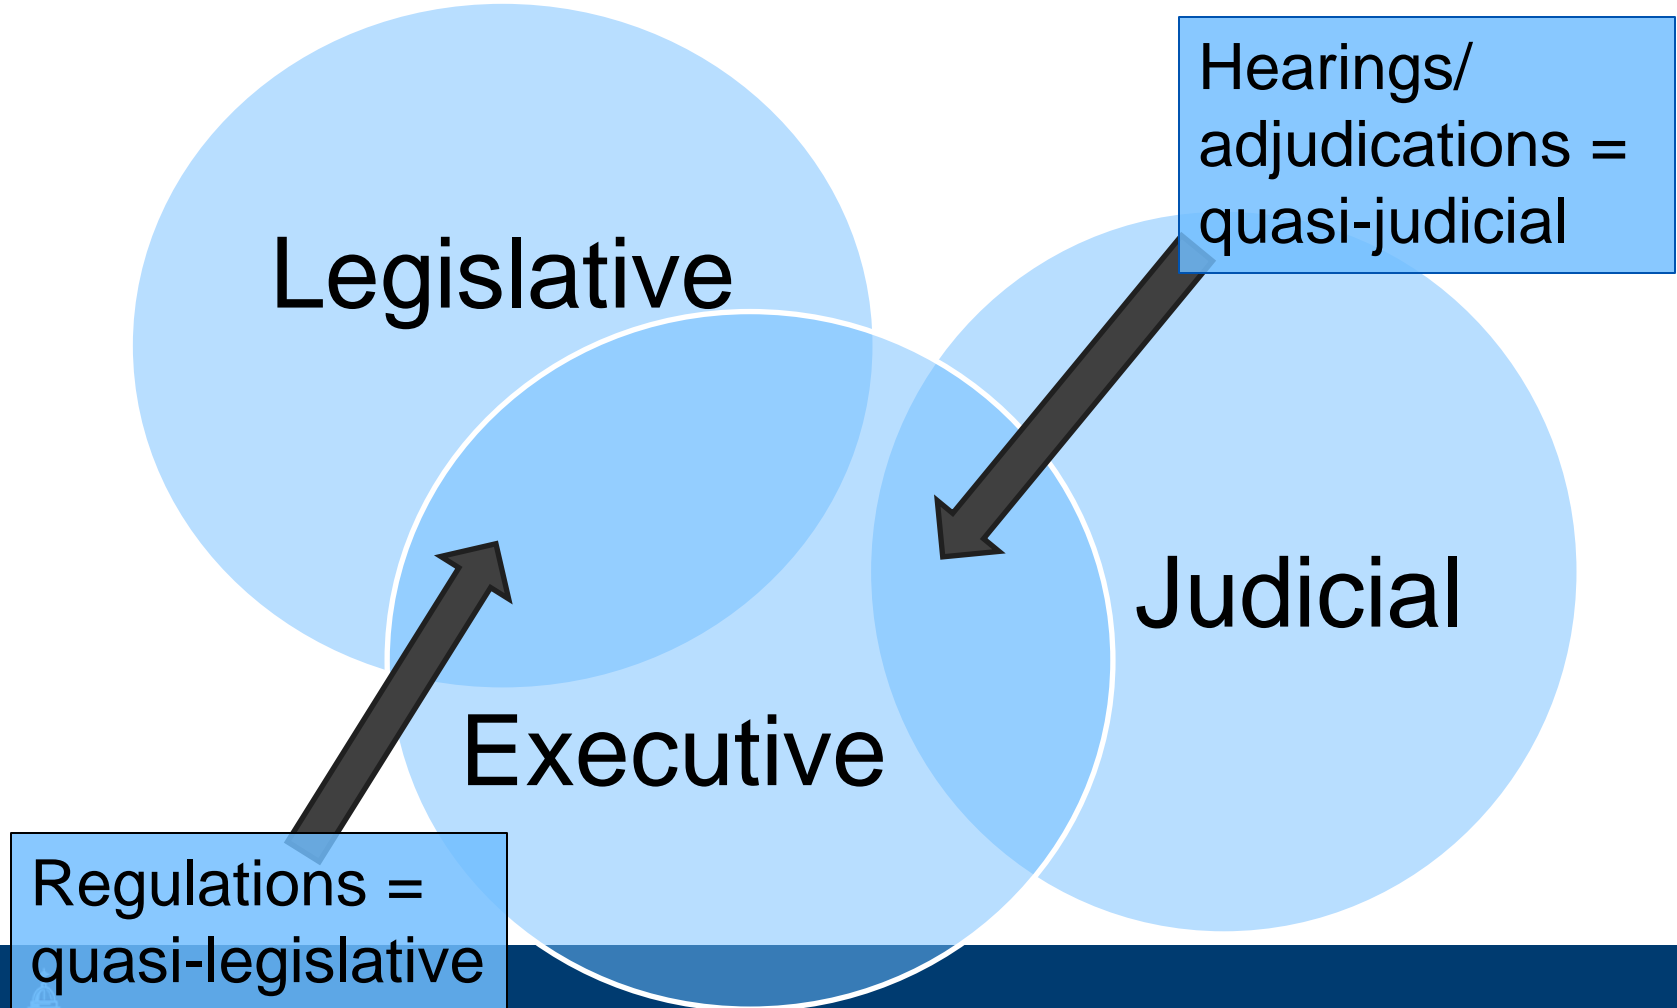 Hearings/
adjudications =
quasi-judicial
Legislative
Judicial
Executive
Regulations =
quasi-legislative